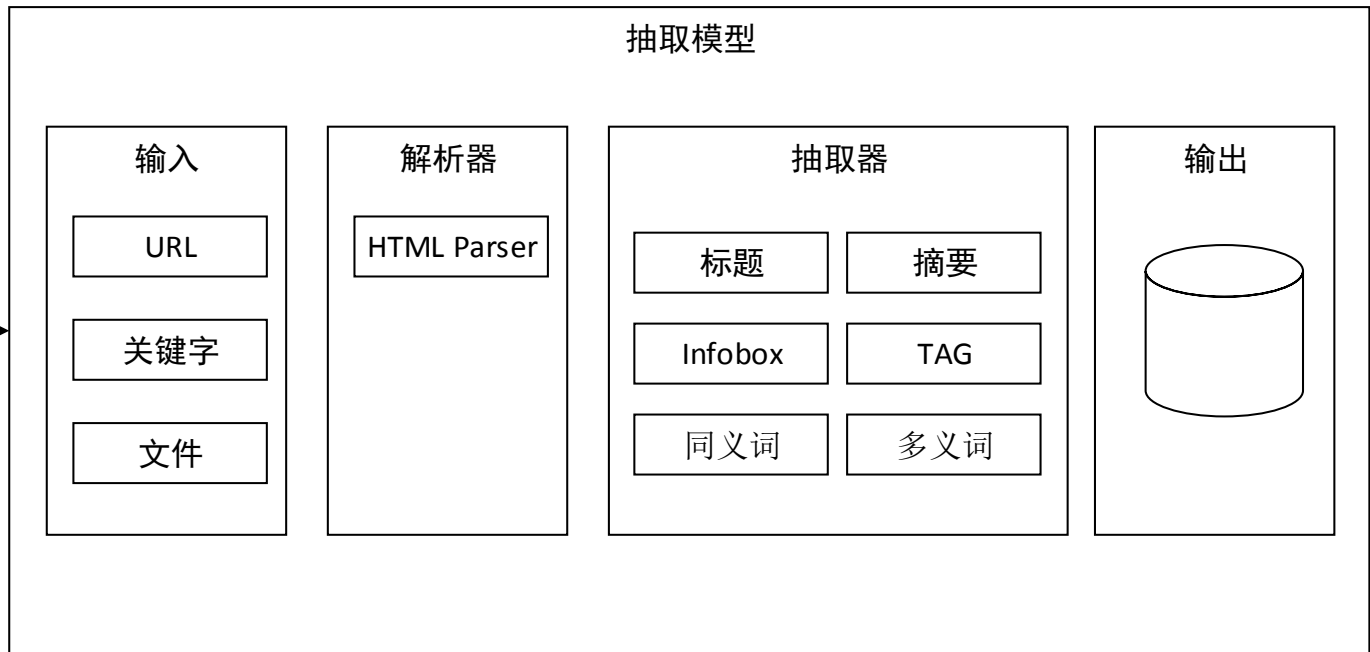 抽取模型
输入
URL
关键字
文件
解析器
HTML Parser
抽取器
标题
摘要
Infobox
TAG
同义词
多义词
输出